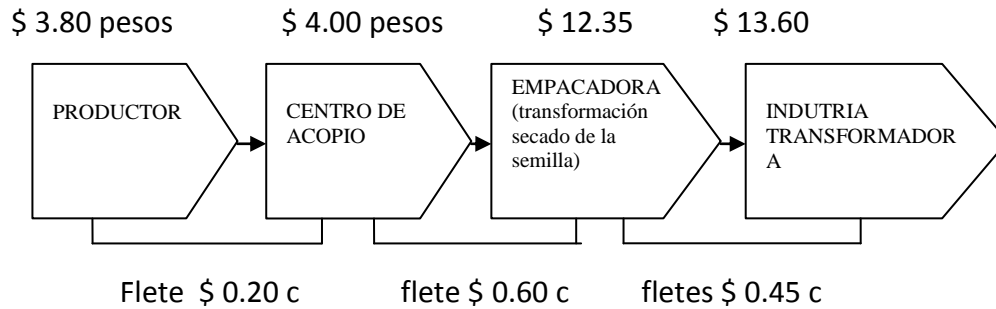 $ 3.80 pesos
$ 4.00 pesos
$ 12.35
$ 13.60
PRODUCTOR
CENTRO DE
ACOPIO
EMPACADORA
(transformación
secado de la
semilla)
INDUTRIA
TRANSFORMADOR
A
Flete $ 0.20 c
flete $ 0.60 c
fletes $ 0.45 c